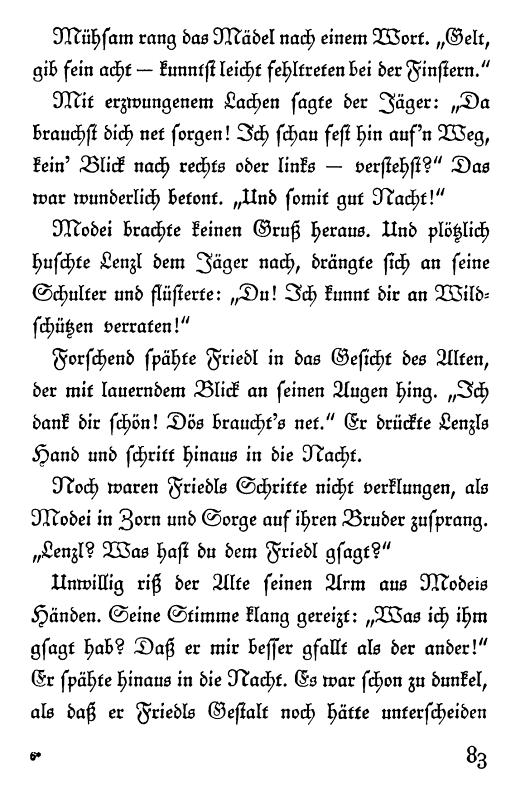 Mühsam rang das Mädel nach einem Wort. „Gelt,
gib fein acht — kunntst leicht fehltreten bei der Finstern.“
Mit erzwungenem Lachen sagte der Jäger: „Da
brauchst dich net sorgen! Ich schau fest hin auf'n Weg,
kein' Blick nach rechts oder links — verstehst?“ Das
war wunderlich betont. „Und somit gut Nacht!“
Modei brachte keinen Gruß heraus. Und plötzlich
huschte Lenzl dem Jäger nach, drängte sich an seine
Schulter und flüsterte: „Du! Ich kunnt dir an Wild-
schützen verraten!“
Forschend spähte Friedl in das Gesicht des Alten,
der mit lauerndem Blick an seinen Augen hing. „Ich
dank dir schön! Dös braucht's net.“ Er drückte Lenzls
Hand und schritt hinaus in die Nacht.
Noch waren Friedls Schritte nicht verklungen, als
Modei in Zorn und Sorge auf ihren Bruder zusprang.
„Lenzl? Was hast du dem Friedl gsagt?“
Unwillig riß der Alte seinen Arm aus Modeis
Händen. Seine Stimme klang gereizt: „Was ich ihm
gsagt hab? Daß er mir besser gfallt als der ander!“
Er spähte hinaus in die Nacht. Es war schon zu dunkel,
als daß er Friedls Gestalt noch hätte unterscheiden
6* 83